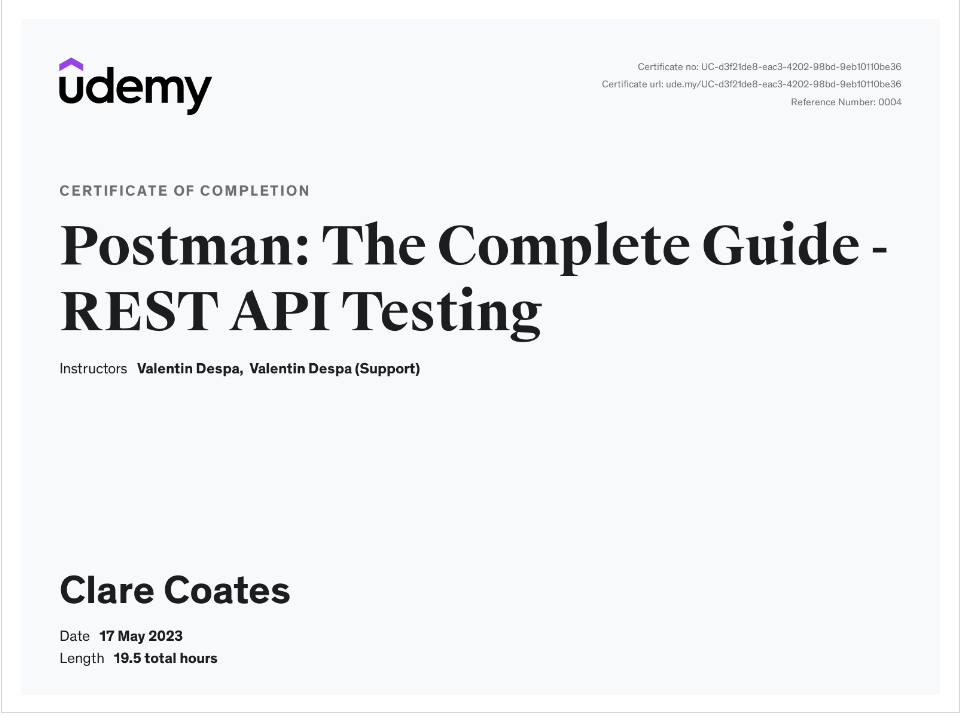 udemy
Certificate no: UC-d3f21de8-eac3-4202-98bd-9eb10110be36
Certificate url: ude.my/UC-d3f21de8-eac3-4202-98bd-9eb10110be36
Reference Number: 0004
CERTIFICATE OF COMPLETION
Postman: The Complete Guide -
REST API Testing
Instructors Valentin Despa, Valentin Despa (Support)
Clare Coates
Date 17 May 2023
Length 19.5 total hours